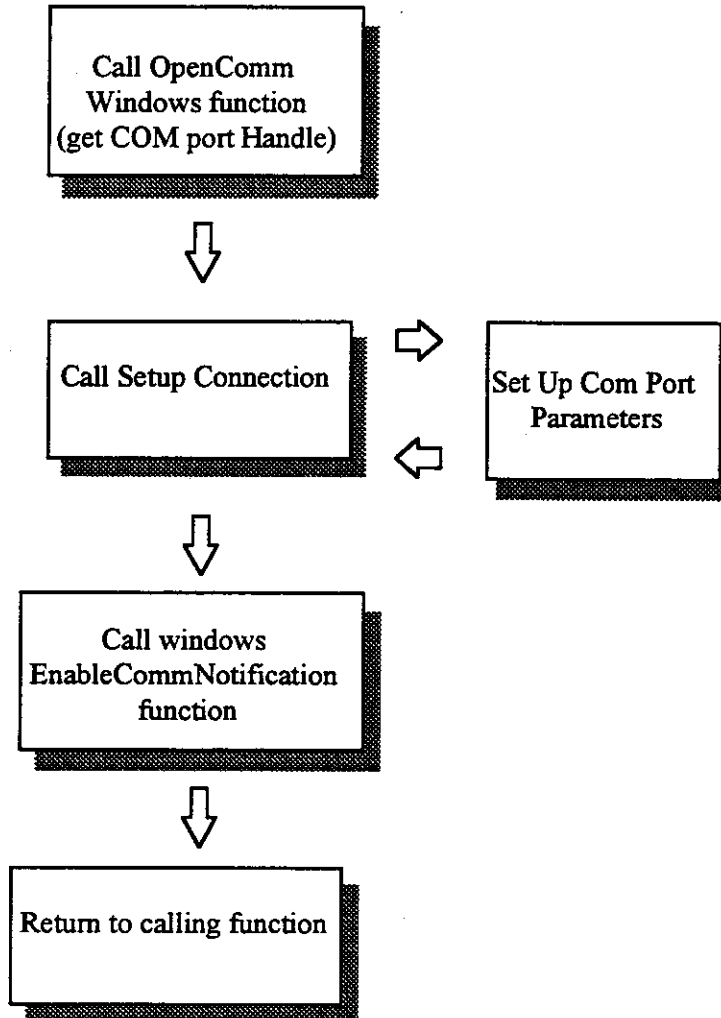 Call OpenComm
Windows function
(get COM port Handle)
Call Setup Connection
Set Up Com Port
Parameters
Call windows
EnableCommNotification
function
Return to calling function